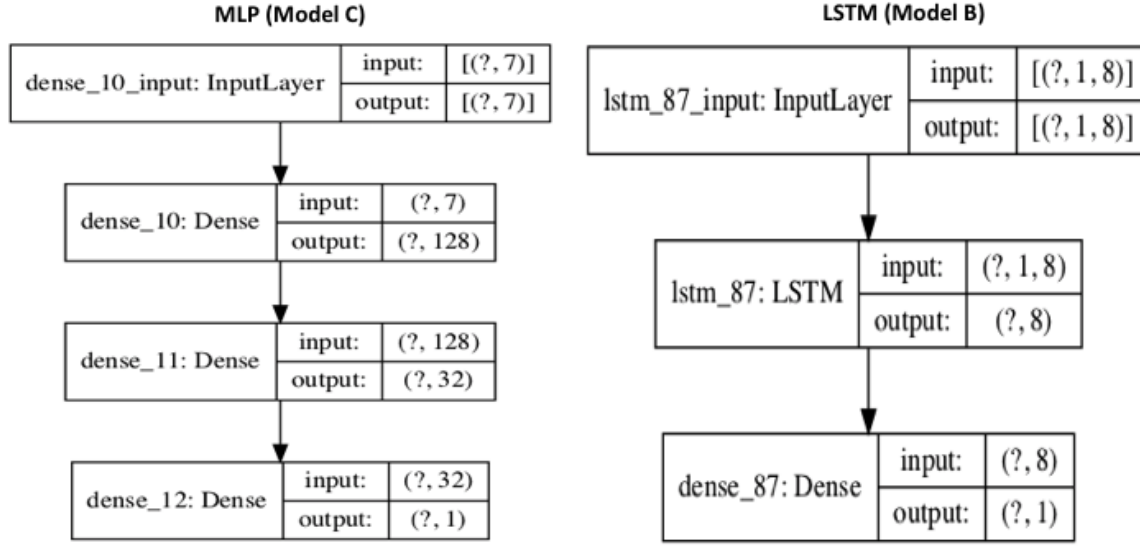 MLP (Model C)
dense_10_input: InputLayer
input: [(?, 7)]
output: [(?, 7)]
dense_10: Dense
input: (?, 7)
output: (?, 128)
dense_11: Dense
input: (?, 128)
output: (?, 32)
dense_12: Dense
input: (?, 32)
output: (?, 1)
LSTM (Model B)
lstm_87_input: InputLayer
input: [(?, 1, 8)]
output: [(?, 1, 8)]
lstm_87: LSTM
input: (?, 1, 8)
output: (?, 8)
dense_87: Dense
input: (?, 8)
output: (?, 1)